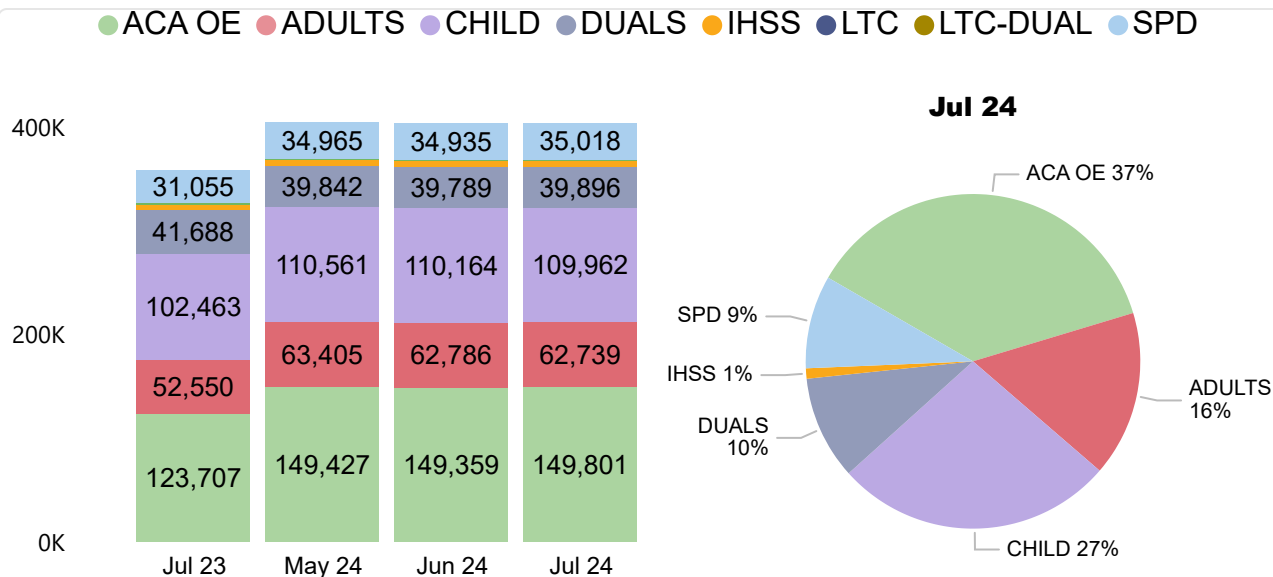 ACA OE ADULTS CHILD DUALS IHSS LTC LTC-DUAL SPD
400K
200K
0K
31,055
41,688
102,463
52,550
123,707
Jul 23
34,965
39,842
110,561
63,405
149,427
May 24
34,935
39,789
110,164
62,786
149,359
Jun 24
35,018
39,896
109,962
62,739
149,801
Jul 24
Jul 24
ACA OE 37%
SPD 9%
IHSS 1%
DUALS
10%
ADULTS
16%
CHILD 27%